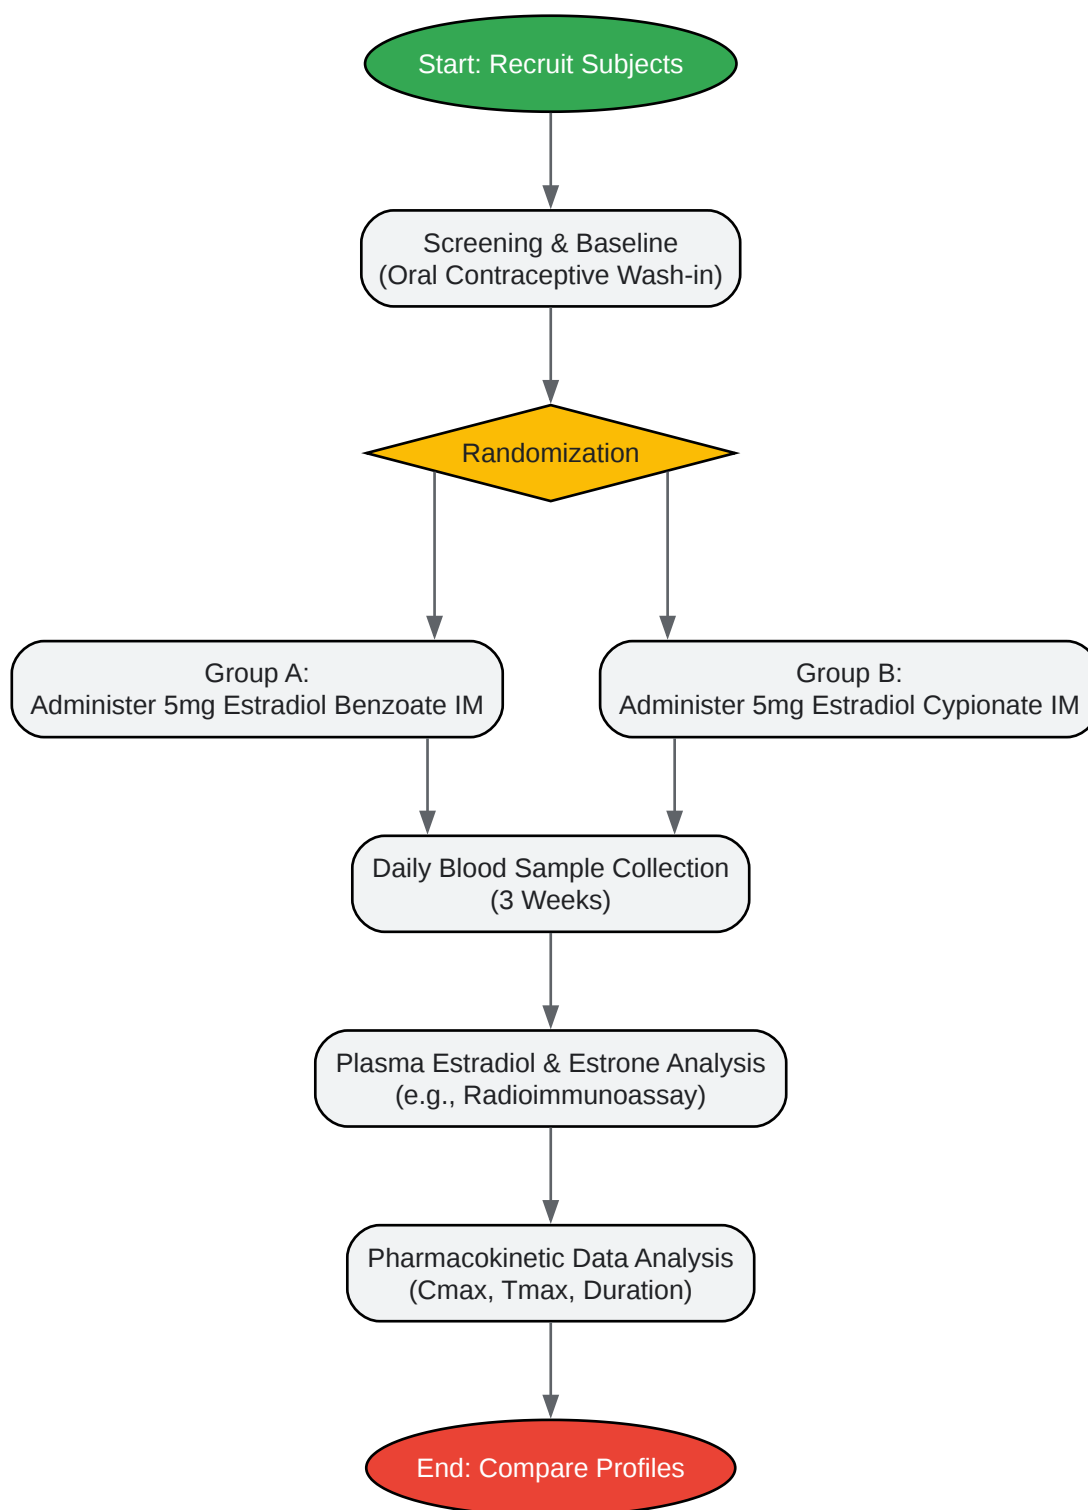 Start: Recruit Subjects
Screening & Baseline
(Oral Contraceptive Wash-in)
Randomization
Group A:
Administer 5mg Estradiol Benzoate IM
Group B:
Administer 5mg Estradiol Cypionate IM
Daily Blood Sample Collection
(3 Weeks)
Plasma Estradiol & Estrone Analysis
(e.g., Radioimmunoassay)
Pharmacokinetic Data Analysis
(Cmax, Tmax, Duration)
End: Compare Profiles